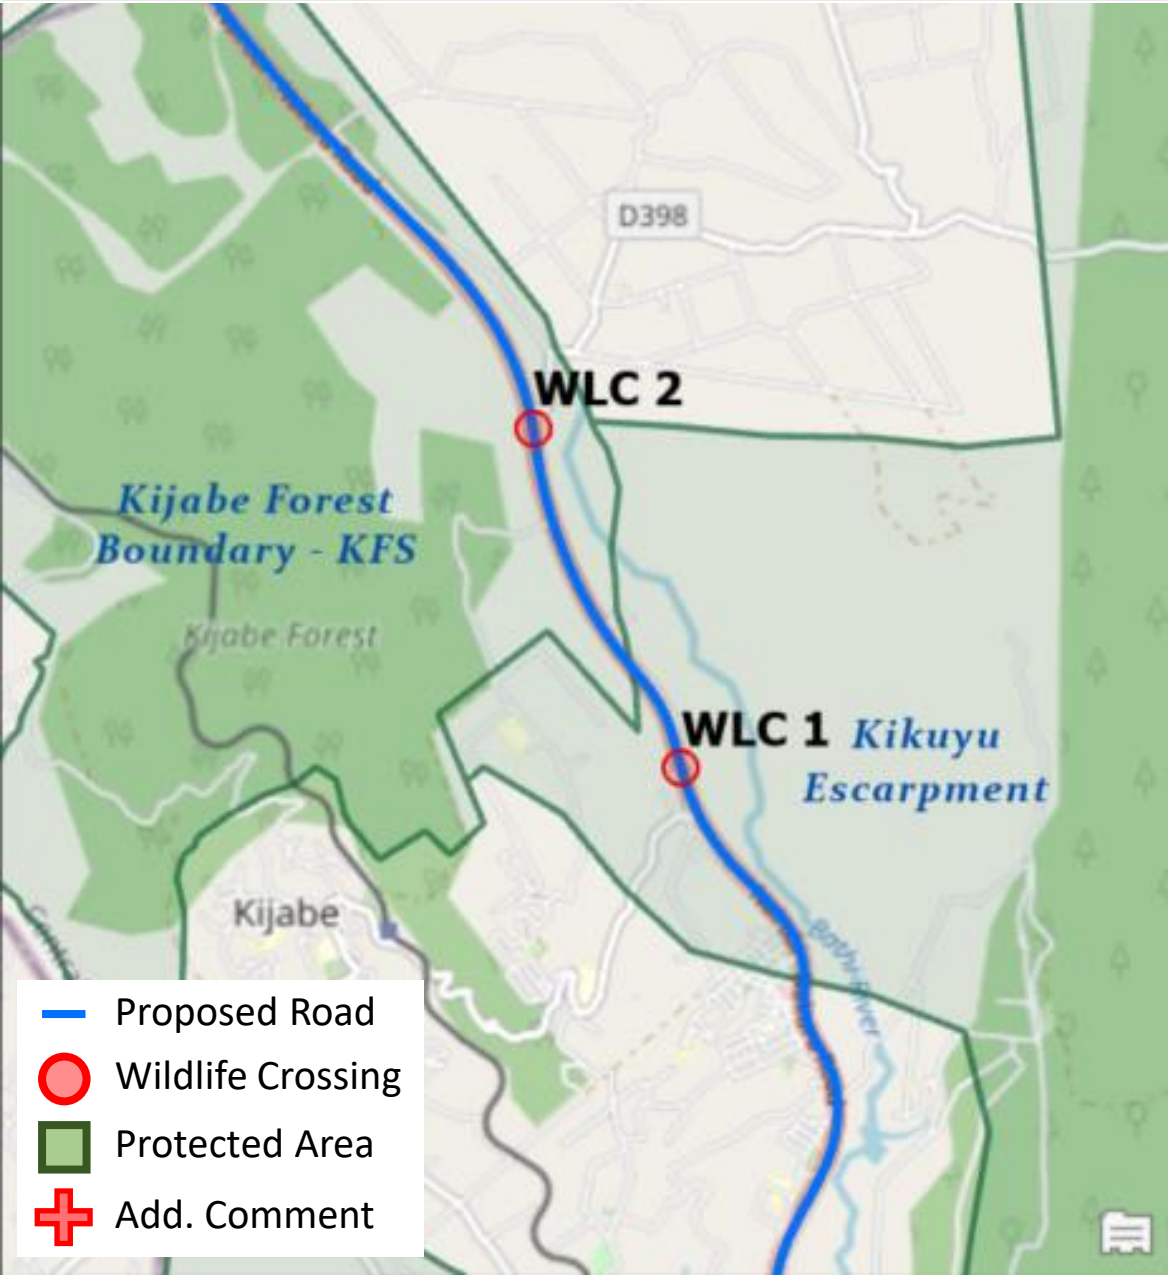 D398
WLC 2
Kijabe Forest
Boundary - KFS
Kijabe Forest
WLC 1
Kikuyu
Escarpment
Kijabe
Bathi River
Proposed Road
Wildlife Crossing
Protected Area
Add. Comment